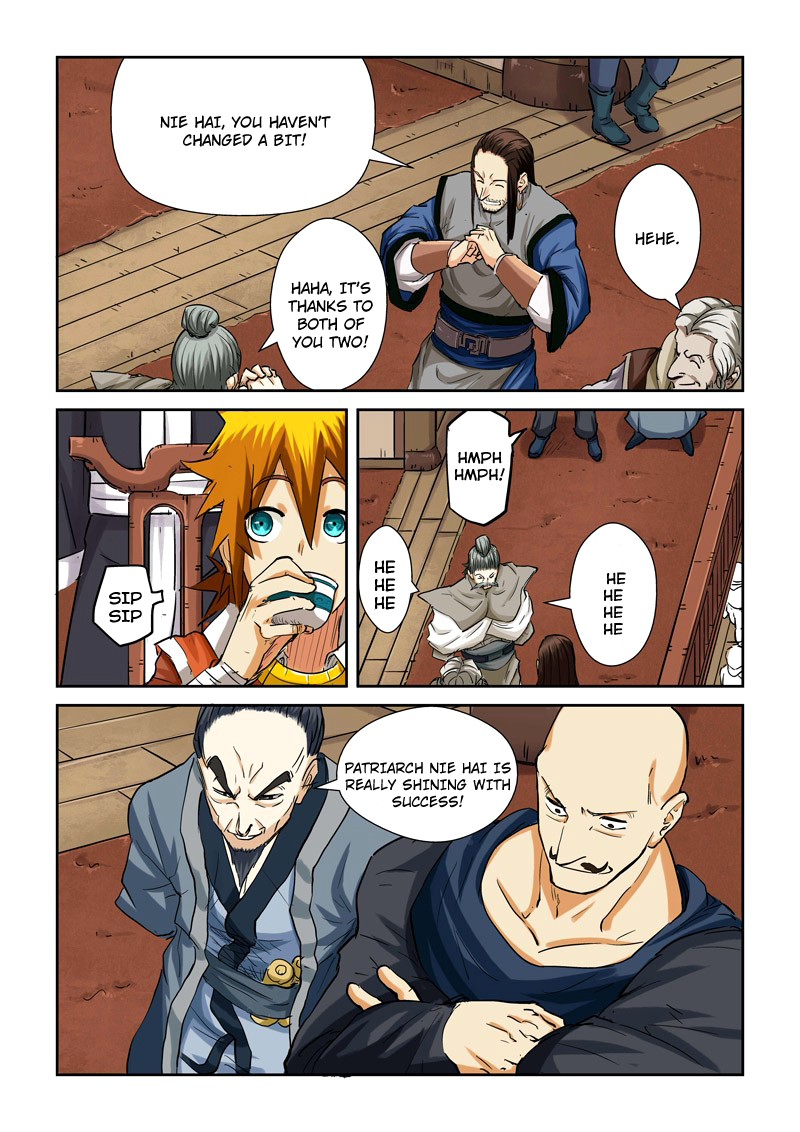 NIE HAI, YOU HAVEN'T
CHANGED A BIT!
HEHE.
HAHA, IT'S
THANKS TO
BOTH OF
YOU TWO!
SIP
SIP
HMPH
HMPH!
HE
HE
HE
HE
HE
HE
HE
PATRIARCH NIE HAI IS
REALLY SHINING WITH
SUCCESS!